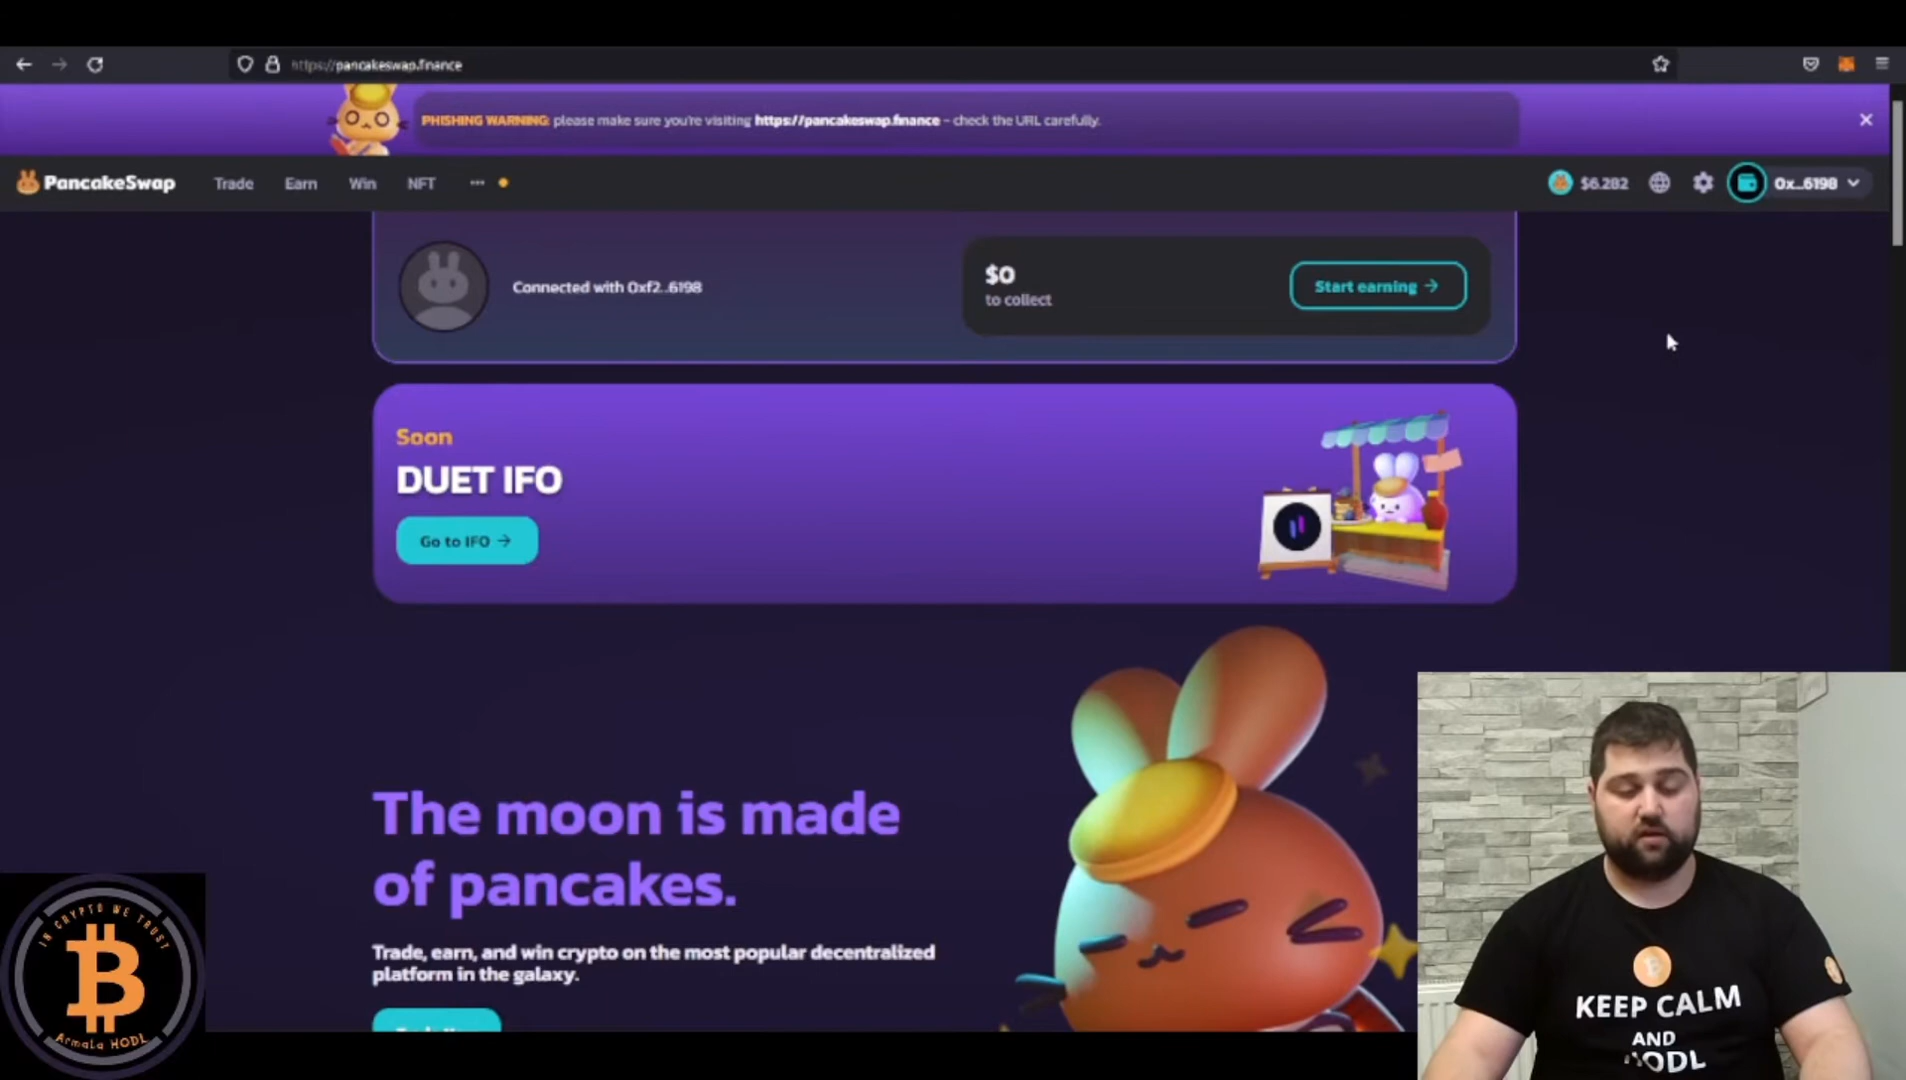 https://pancakeswap.finance
PHISHING WARNING: please make sure you're visiting https://pancakeswap.finance - check the URL carefully.
PancakeSwap
Trade
Earn
Win
NFT
$6.282
0x...6198
Connected with 0xf2..6198
$0
to collect
Start earning
Soon
DUET IFO
Go to IFO
The moon is made
of pancakes.
Trade, earn, and win crypto on the most popular decentralized
platform in the galaxy.
IN CRYPTO WE TRUST
Armata HODL
KEEP CALM
AND
HODL